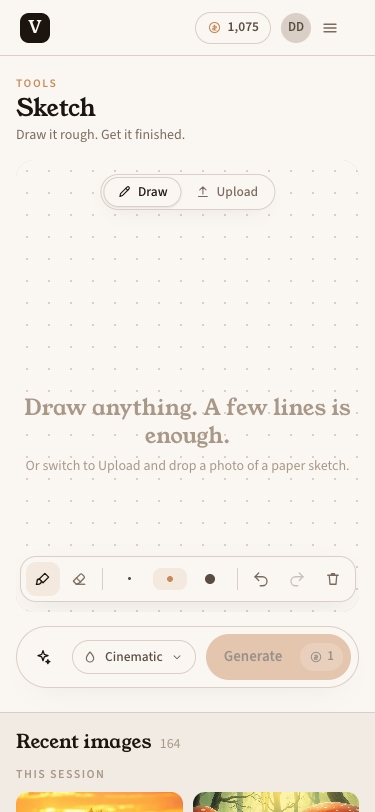 V
1,075
DD
TOOLS
Sketch
Draw it rough. Get it finished.
Draw
Upload
Draw anything. A few lines is
enough.
Or switch to Upload and drop a photo of a paper sketch.
Cinematic
Generate
1
Recent images 164
THIS SESSION